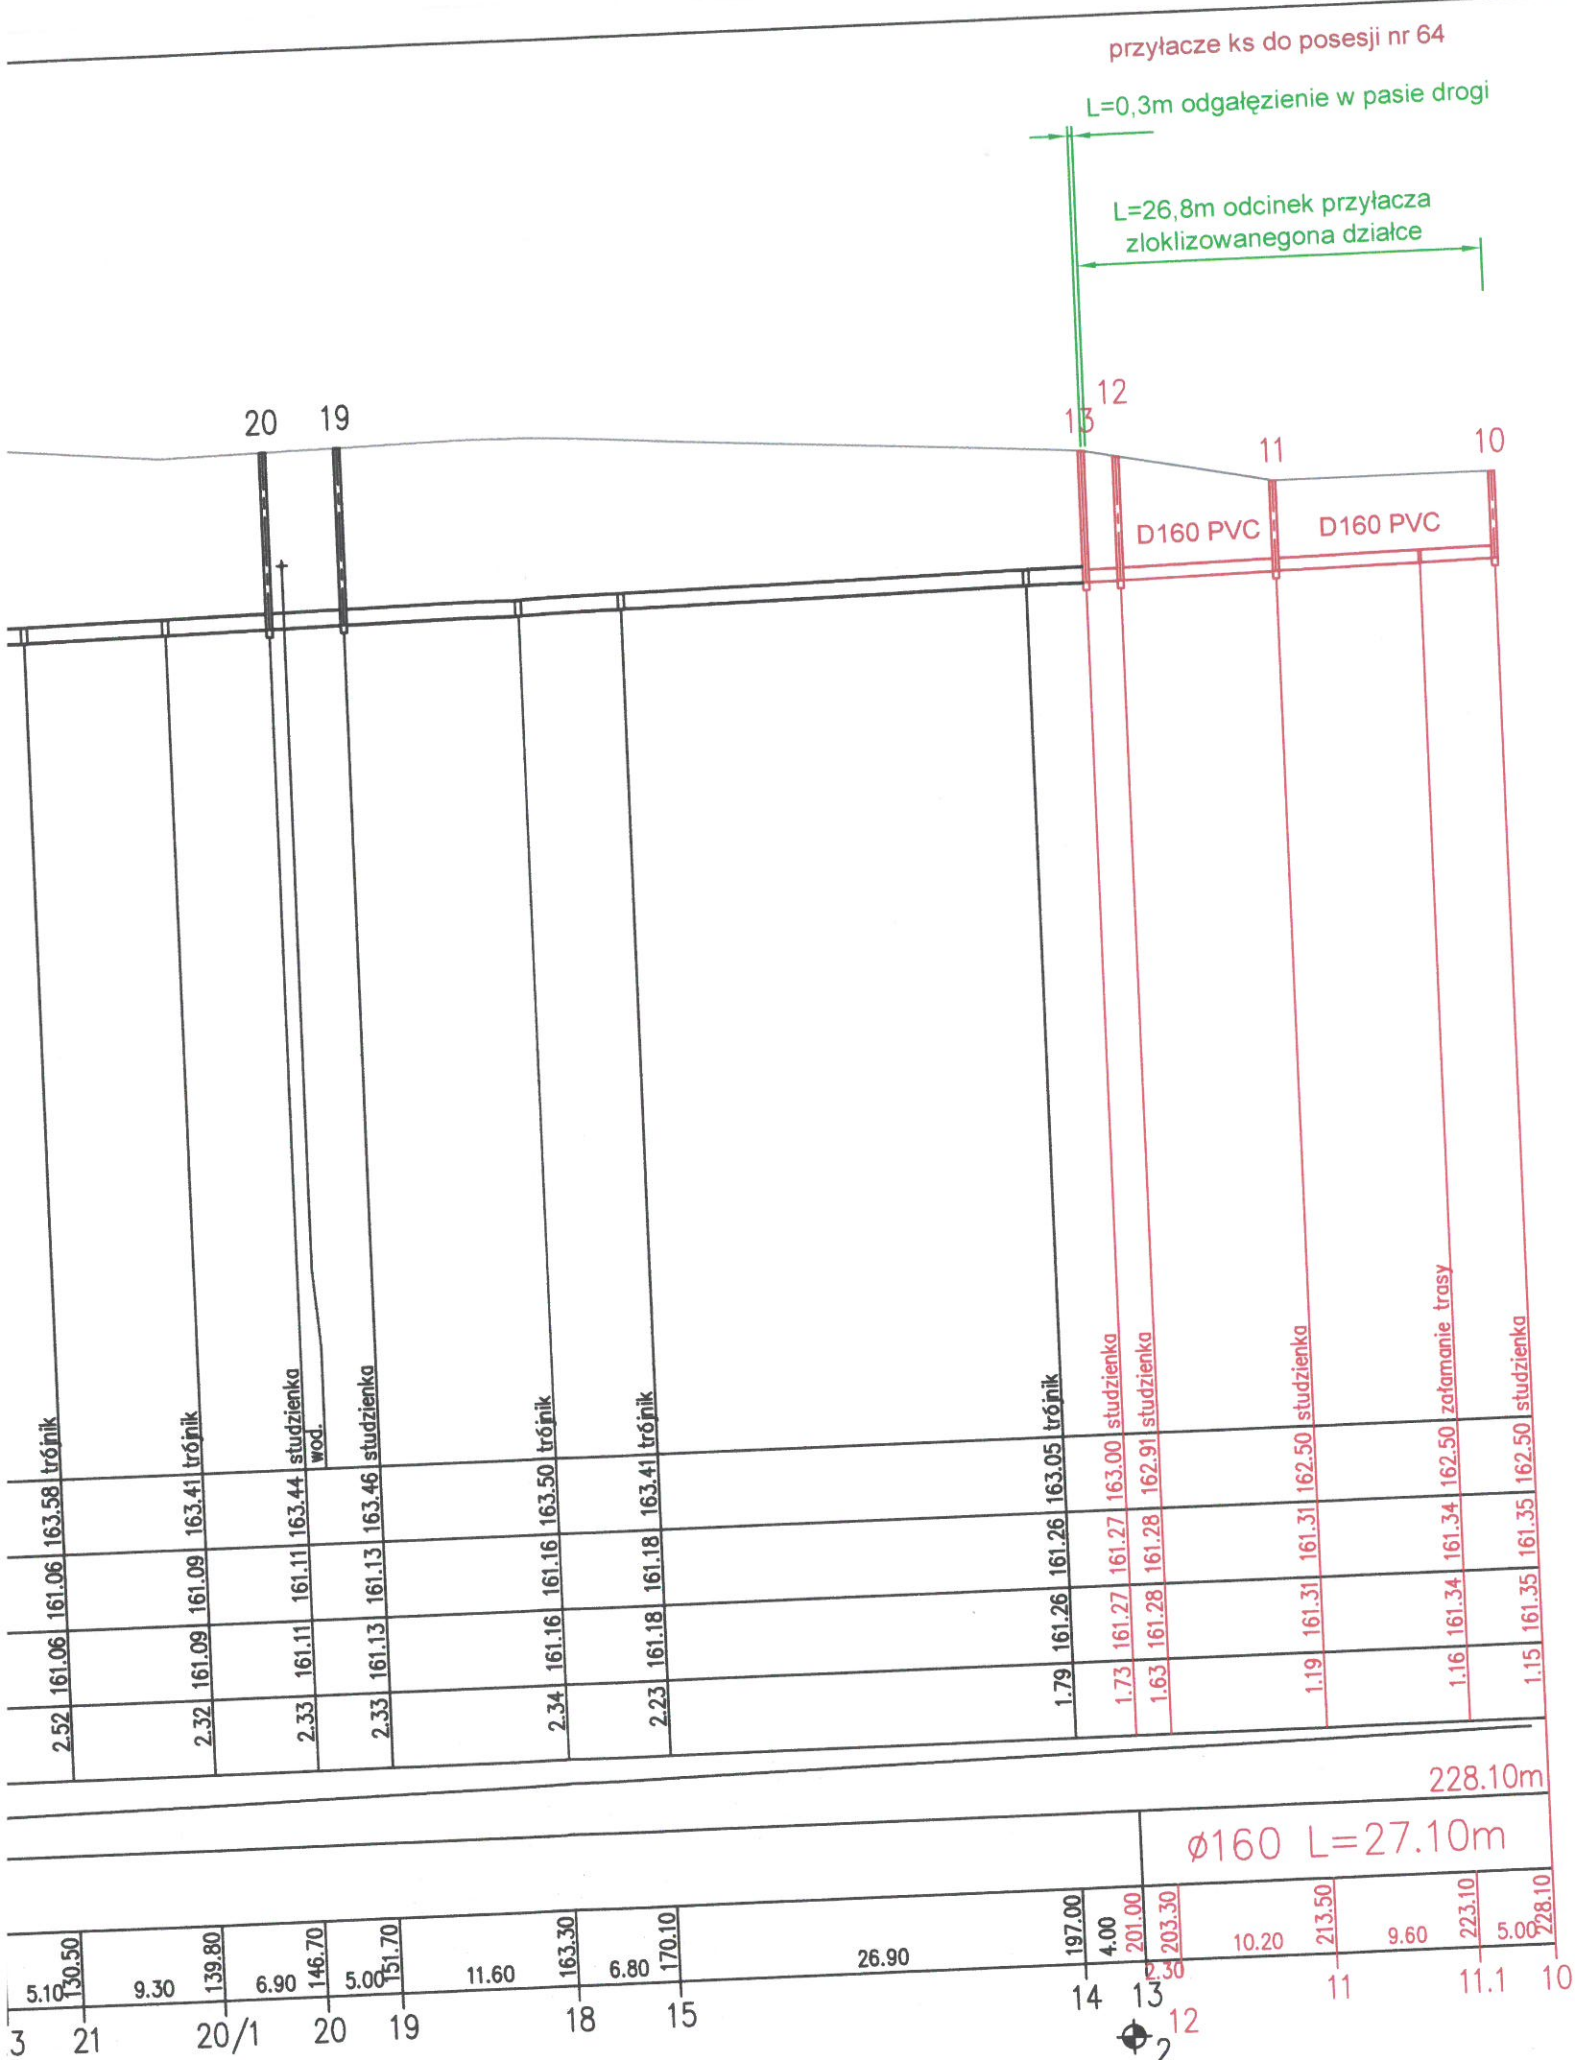 przyłacze ks do posesji nr 64
L=0,3m odgałęzienie w pasie drogi
L=26,8m odcinek przyłacza
zloklizowanegona działce
20
19
13
12
11
10
D160 PVC
D160 PVC
trójnik
trójnik
studzienka
wod.
studzienka
trójnik
trójnik
trójnik
studzienka
studzienka
studzienka
załamanie trasy
studzienka
163.58 163.41 163.44 163.46 163.50 163.41 163.05 163.00 162.91 162.50 162.50 162.50
161.06 161.09 161.11 161.13 161.16 161.18 161.26 161.27 161.28 161.31 161.34 161.35
161.06 161.09 161.11 161.13 161.16 161.18 161.26 161.27 161.28 161.31 161.34 161.35
2.52 2.32 2.33 2.33 2.34 2.23 1.79 1.73 1.63 1.19 1.16 1.15
228.10m
ø160 L=27.10m
130.50 139.80 146.70 151.70 163.30 170.10 197.00 201.00 203.30 213.50 223.10 228.10
5.10 9.30 6.90 5.00 11.60 6.80 26.90 4.00 2.30 10.20 9.60 5.00
3 21 20/1 20 19 18 15 14 13 12 11 11.1 10
2